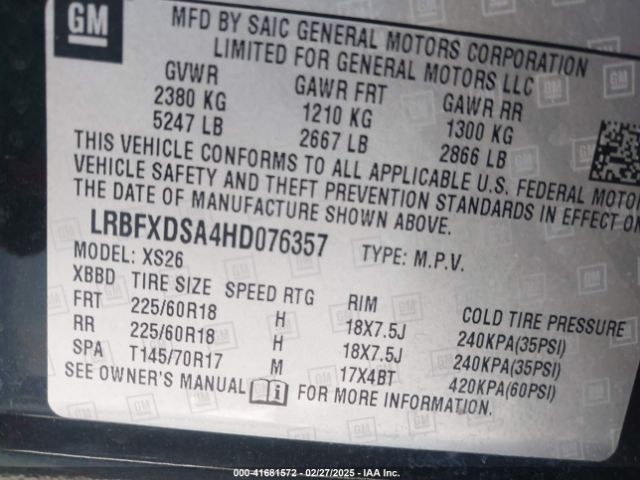 GM
MFD BY SAIC GENERAL MOTORS CORPORATION
LIMITED FOR GENERAL MOTORS LLC
GVWR GAWR FRT GAWR RR
2380 KG 1210 KG 1300 KG
5247 LB 2667 LB 2866 LB
THIS VEHICLE CONFORMS TO ALL APPLICABLE U.S. FEDERAL MOTOR
VEHICLE SAFETY AND THEFT PREVENTION STANDARDS IN EFFECT ON
THE DATE OF MANUFACTURE SHOWN ABOVE.
LRBFXDSA4HD076357 TYPE: M.P.V.
MODEL: XS26
XBBD TIRE SIZE SPEED RTG RIM COLD TIRE PRESSURE
FRT 225/60R18 H 18X7.5J 240KPA(35PSI)
RR 225/60R18 H 18X7.5J 240KPA(35PSI)
SPA T145/70R17 M 17X4BT 420KPA(60PSI)
SEE OWNER'S MANUAL FOR MORE INFORMATION.
000-41681572 - 02/27/2025 - IAA Inc.